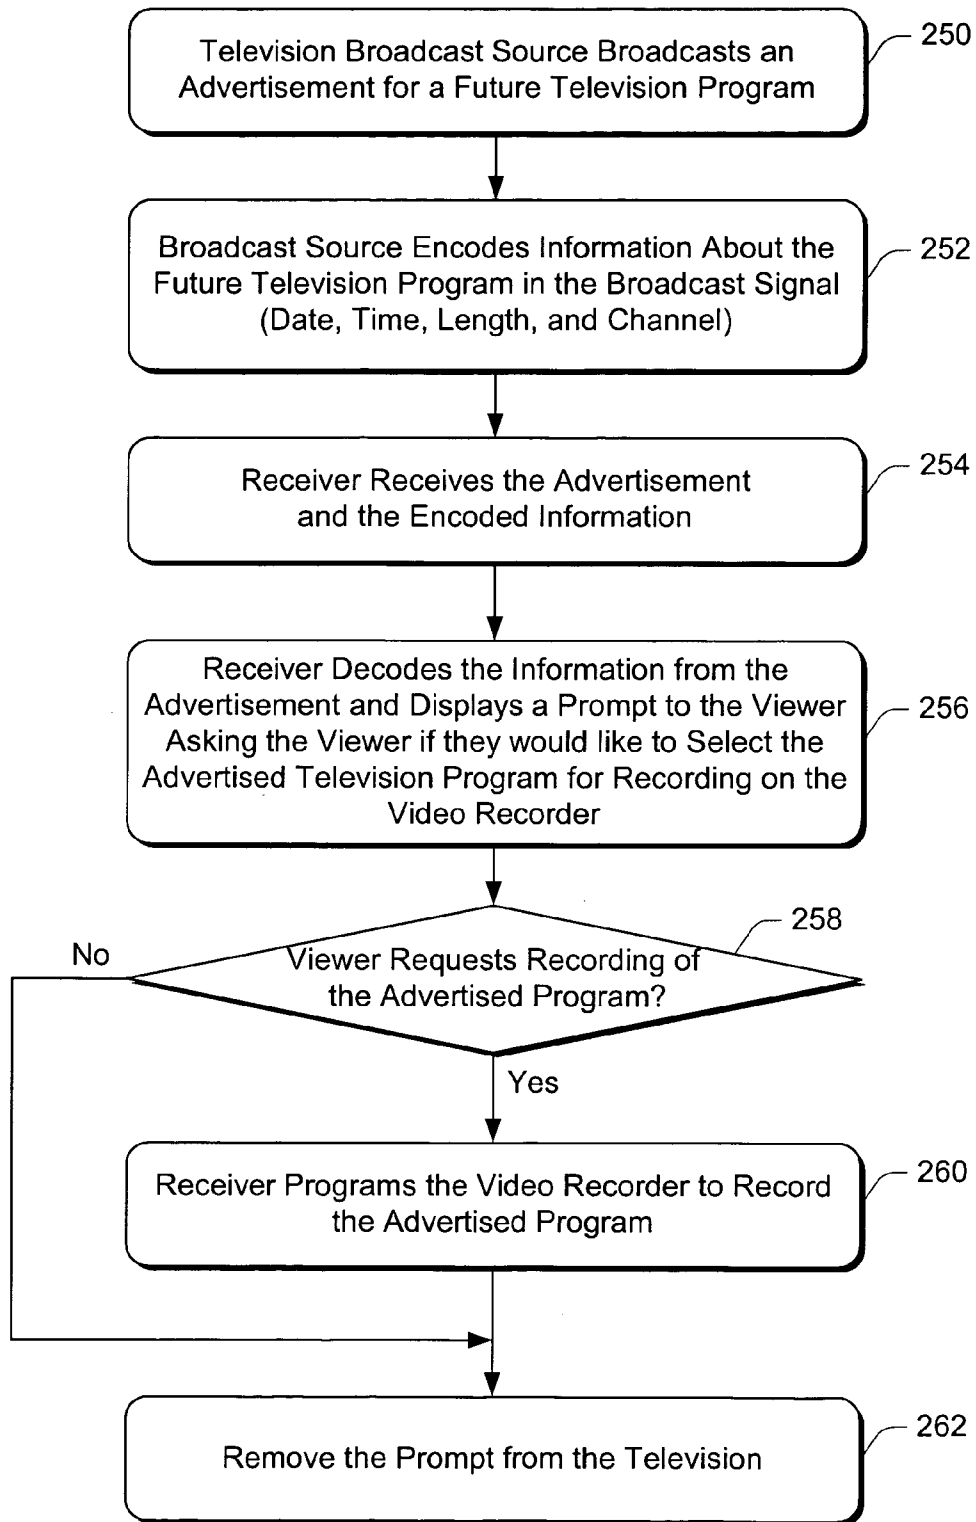 Television Broadcast Source Broadcasts an
Advertisement for a Future Television Program
250
Broadcast Source Encodes Information About the
Future Television Program in the Broadcast Signal
(Date, Time, Length, and Channel)
252
Receiver Receives the Advertisement
and the Encoded Information
254
Receiver Decodes the Information from the
Advertisement and Displays a Prompt to the Viewer
Asking the Viewer if they would like to Select the
Advertised Television Program for Recording on the
Video Recorder
256
258
No
Viewer Requests Recording of
the Advertised Program?
Yes
Receiver Programs the Video Recorder to Record
the Advertised Program
260
Remove the Prompt from the Television
262